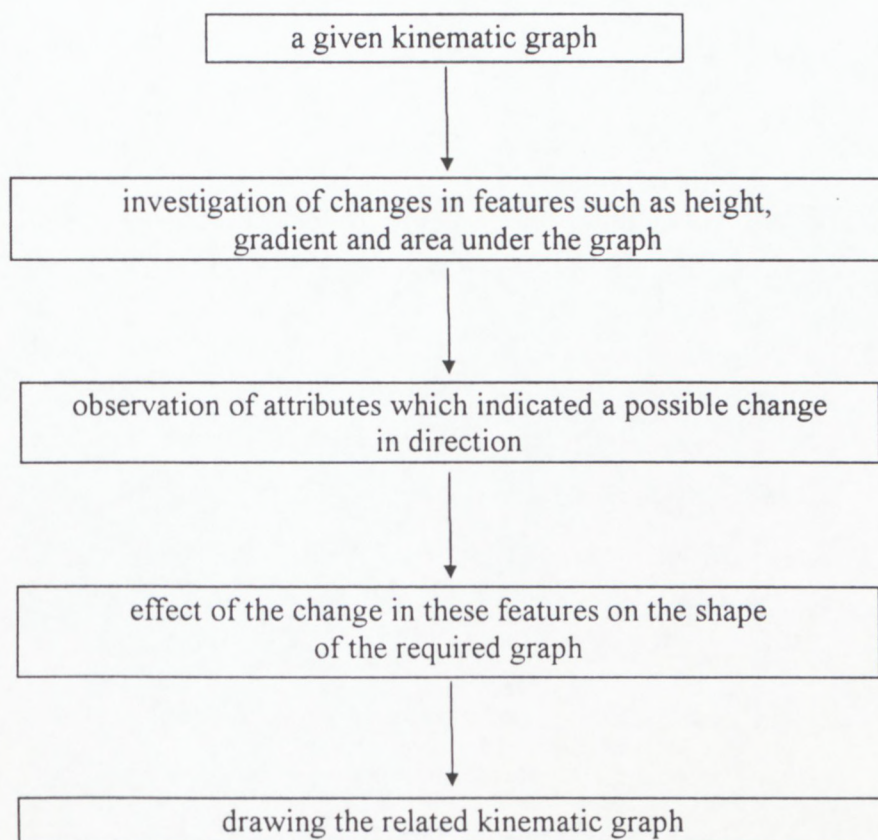 a given kinematic graph
investigation of changes in features such as height,
gradient and area under the graph
observation of attributes which indicated a possible change
in direction
effect of the change in these features on the shape
of the required graph
drawing the related kinematic graph